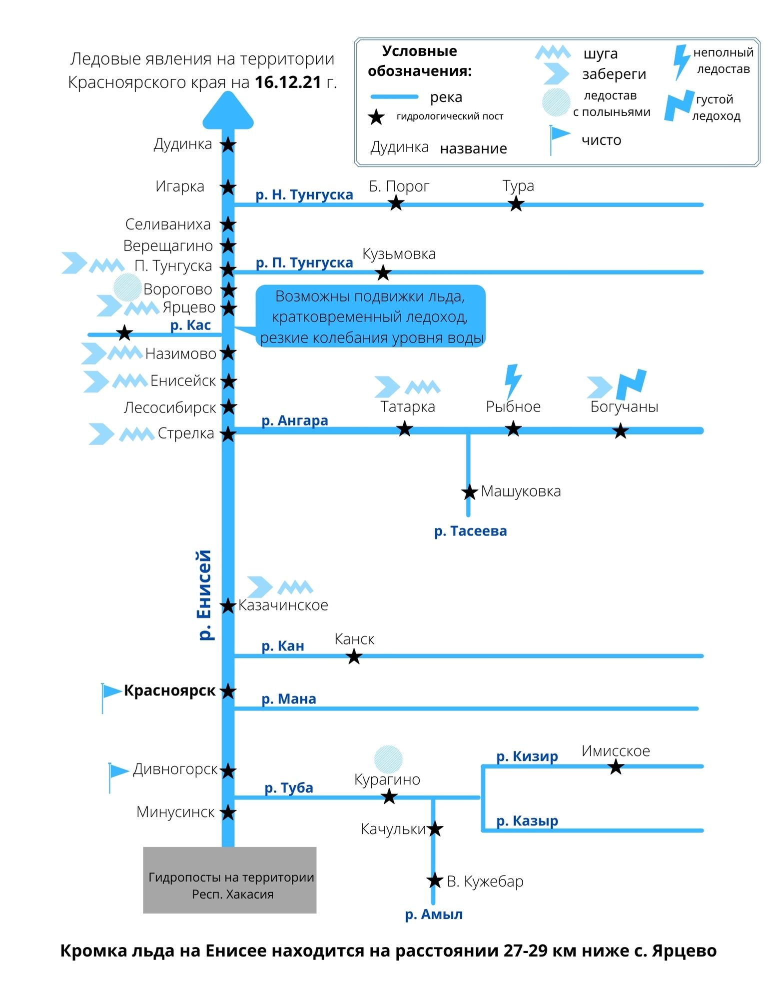 Ледовые явления на территории
Красноярского края на 16.12.21 г.
Условные
обозначения:
река
гидрологический пост
Дудинка название
шуга
забереги
ледостав
с полыньями
чисто
неполный
ледостав
густой
ледоход
Дудинка
Игарка
р. Н. Тунгуска
Б. Порог
Тура
Селиваниха
Верещагино
П. Тунгуска
р. П. Тунгуска
Кузьмовка
Ворогово
Ярцево
Возможны подвижки льда,
кратковременный ледоход,
резкие колебания уровня воды
р. Кас
Назимово
Енисейск
Лесосибирск
Стрелка
р. Ангара
Татарка
Рыбное
Богучаны
Машуковка
р. Тасеева
р. Енисей
Казачинское
р. Кан
Канск
Красноярск
р. Мана
Дивногорск
р. Туба
Курагино
р. Кизир
Имисское
Минусинск
Качульки
р. Казыр
В. Кужебар
р. Амыл
Гидропосты на территории
Респ. Хакасия
Кромка льда на Енисее находится на расстоянии 27-29 км ниже с. Ярцево